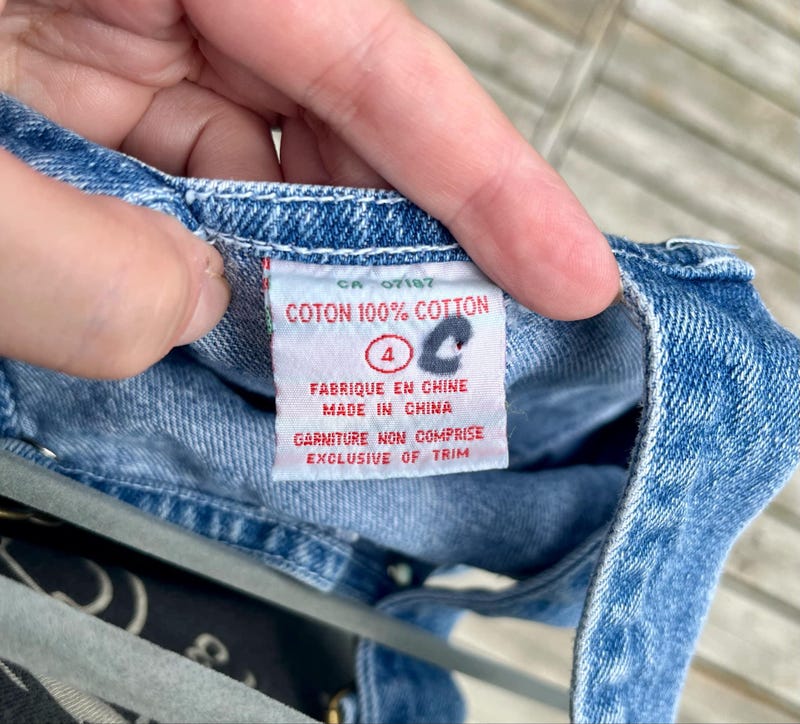 CA 07187
COTON 100% COTTON
4 C
FABRIQUE EN CHINE
MADE IN CHINA
GARNITURE NON COMPRISE
EXCLUSIVE OF TRIM